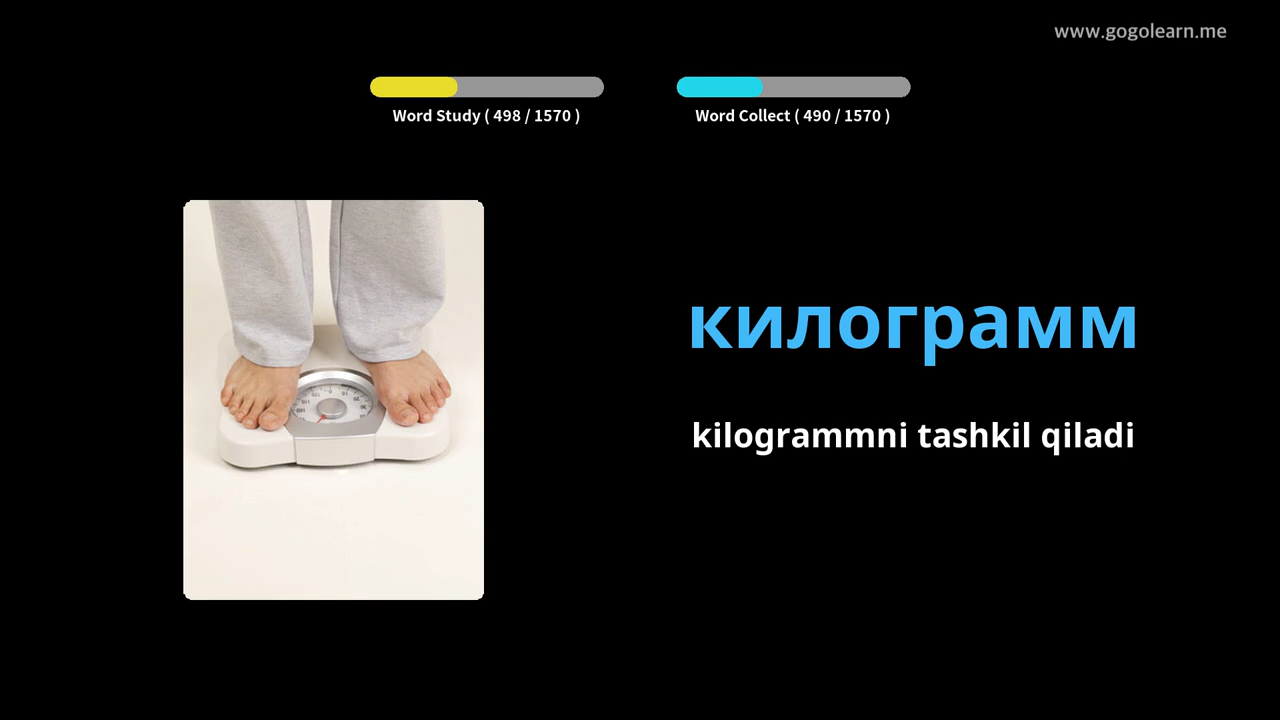 www.gogolearn.me
Word Study ( 498 / 1570 )
Word Collect ( 490 / 1570 )
килограмм
kilogrammni tashkil qiladi